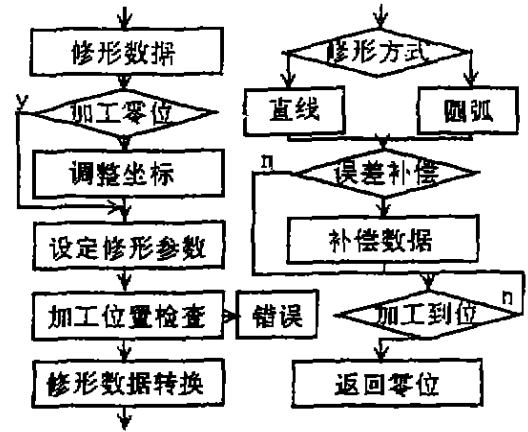 修形数据
y
加工零位
调整坐标
设定修形参数
加工位置检查
错误
修形数据转换
修形方式
直线
圆弧
n
误差补偿
补偿数据
n
加工到位
返回零位